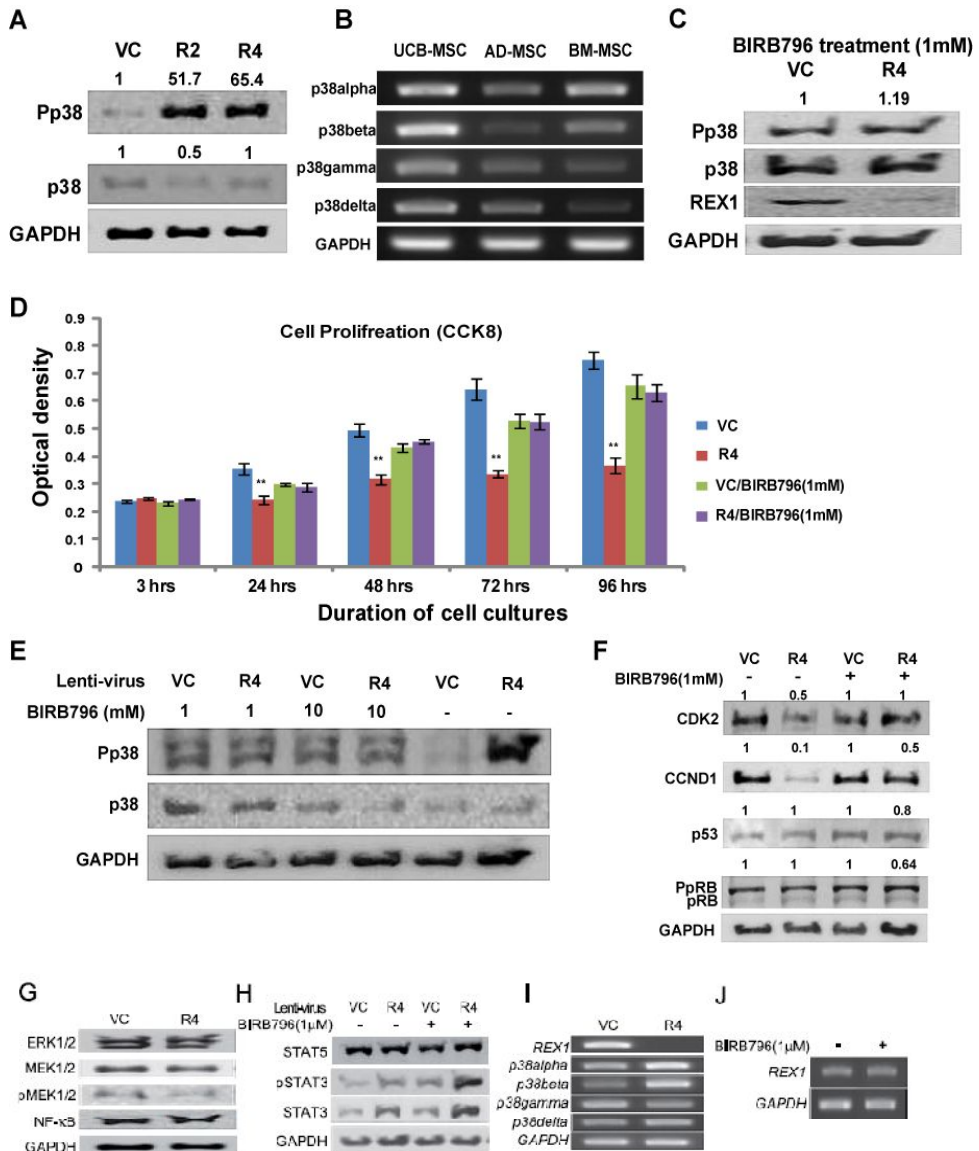 A
VC R2 R4
1 51.7 65.4
Pp38
1 0.5 1
p38
GAPDH
B
UCB-MSC AD-MSC BM-MSC
p38alpha
p38beta
p38gamma
p38delta
GAPDH
C
BIRB796 treatment (1mM)
VC R4
1 1.19
Pp38
p38
REX1
GAPDH
D
Cell Prolifreation (CCK8)
Optical density
0.9
0.8
0.7
0.6
0.5
0.4
0.3
0.2
0.1
0
**
**
**
**
3 hrs 24 hrs 48 hrs 72 hrs 96 hrs
Duration of cell cultures
VC
R4
VC/BIRB796(1mM)
R4/BIRB796(1mM)
E
Lenti-virus VC R4 VC R4 VC R4
BIRB796 (mM) 1 1 10 10 - -
Pp38
p38
GAPDH
F
VC R4 VC R4
BIRB796(1mM) - - + +
1 0.5 1 1
CDK2
1 0.1 1 0.5
CCND1
1 1 1 0.8
p53
1 1 1 0.64
PpRB
pRB
GAPDH
G
VC R4
ERK1/2
MEK1/2
pMEK1/2
NF-κB
GAPDH
H
Lenti-virus VC R4 VC R4
BIRB796(1μM) - - + +
STAT5
pSTAT3
STAT3
GAPDH
I
VC R4
REX1
p38alpha
p38beta
p38gamma
p38delta
GAPDH
J
BIRB796(1μM) - +
REX1
GAPDH